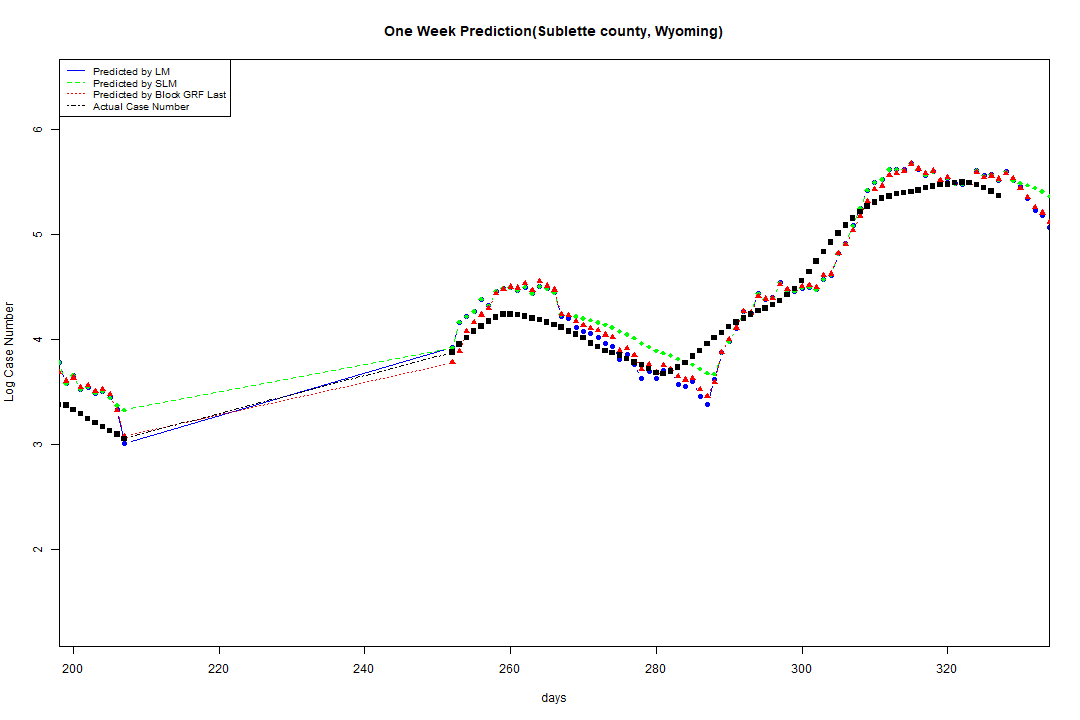 One Week Prediction(Sublette county, Wyoming)
Predicted by LM
Predicted by SLM
Predicted by Block GRF Last
Actual Case Number
6
5
4
3
2
Log Case Number
200 220 240 260 280 300 320
days